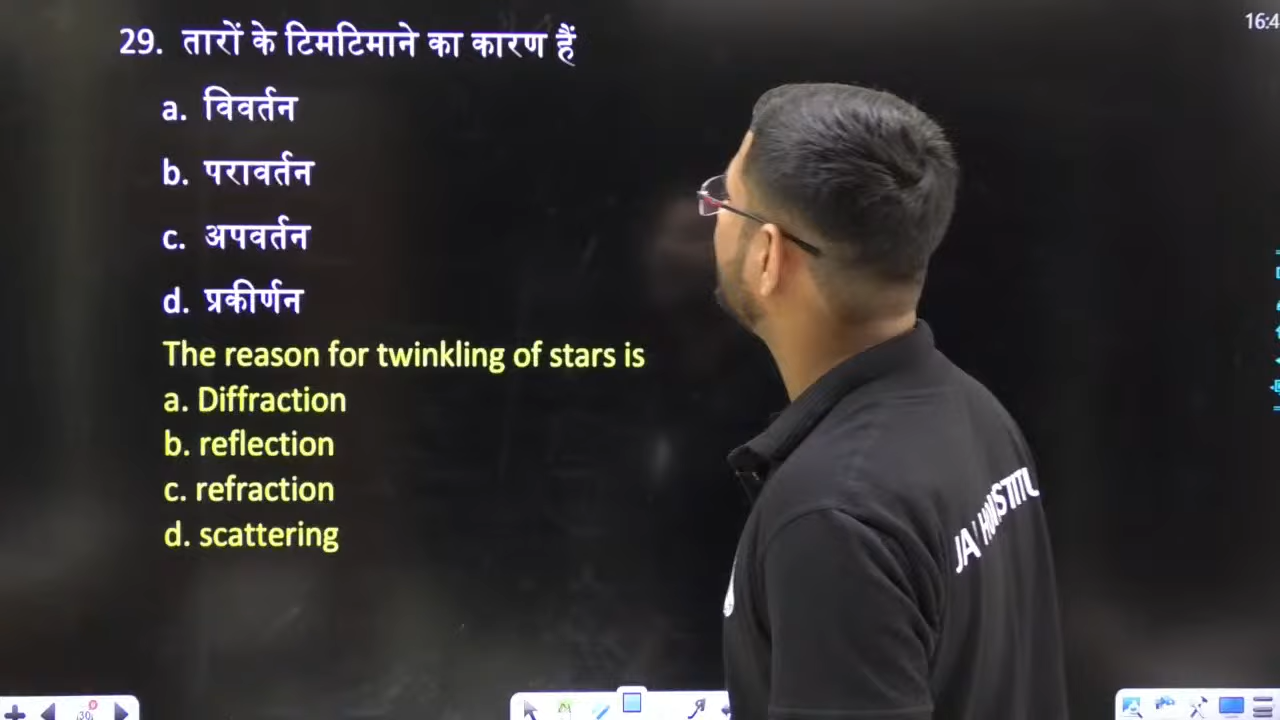 29. तारों के टिमटिमाने का कारण हैं
a. विवर्तन
b. परावर्तन
c. अपवर्तन
d. प्रकीर्णन
The reason for twinkling of stars is
a. Diffraction
b. reflection
c. refraction
d. scattering
16:4
30